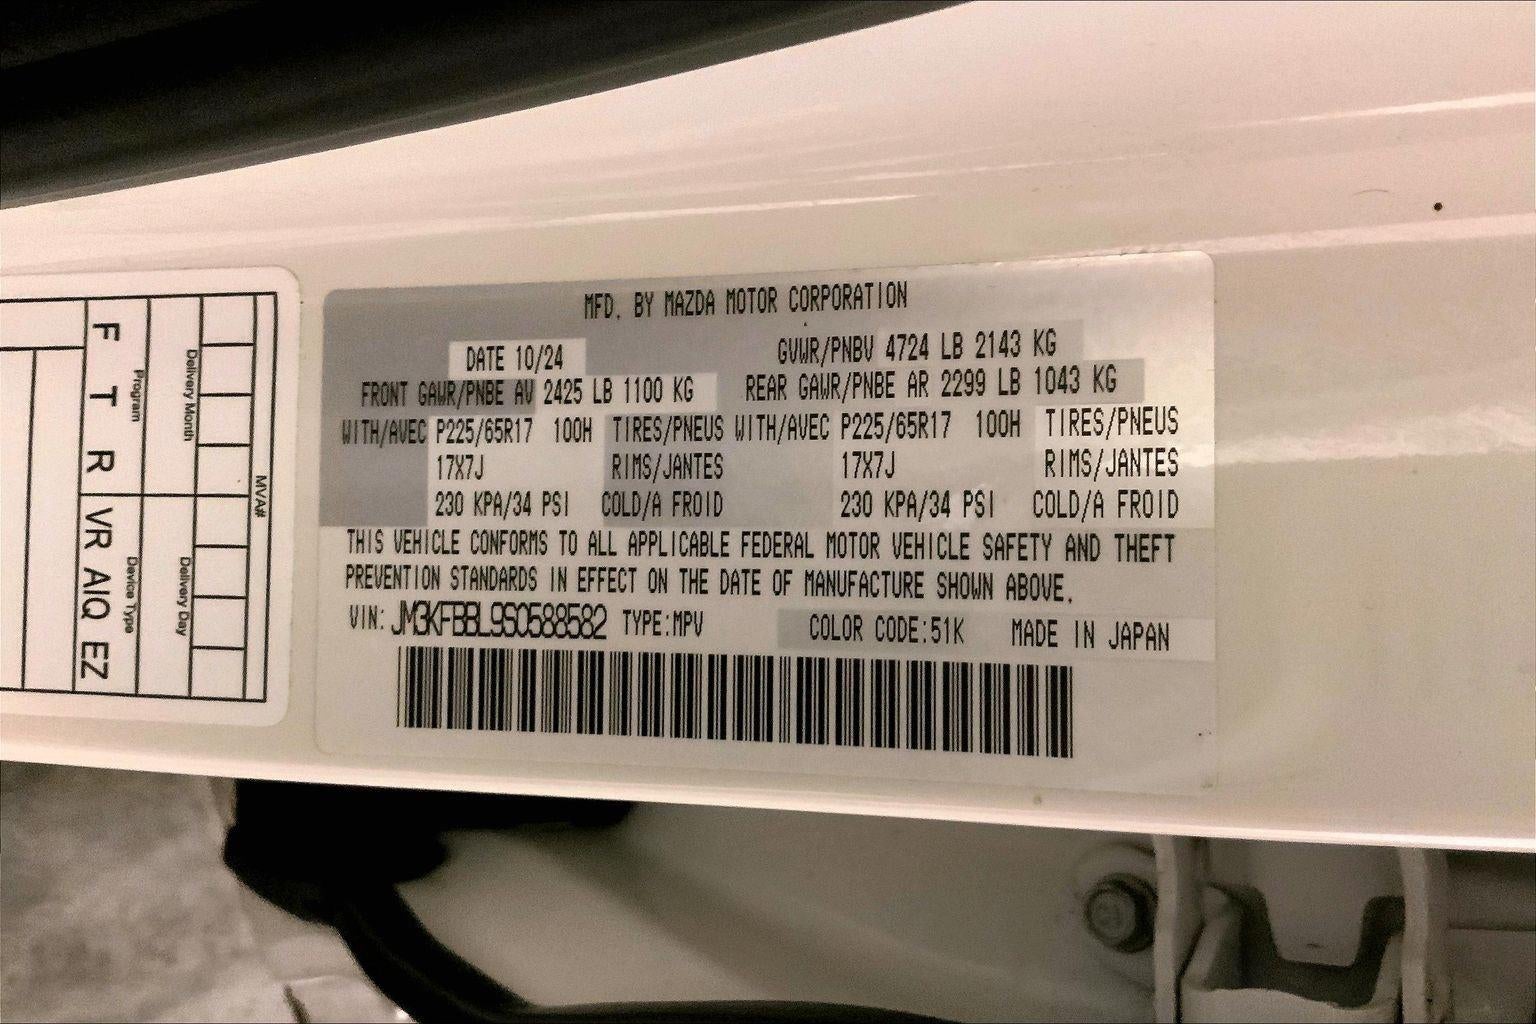 MFD. BY MAZDA MOTOR CORPORATION
DATE 10/24 GVWR/PNBV 4724 LB 2143 KG
FRONT GAWR/PNBE AV 2425 LB 1100 KG REAR GAWR/PNBE AR 2299 LB 1043 KG
WITH/AVEC P225/65R17 100H TIRES/PNEUS WITH/AVEC P225/65R17 100H TIRES/PNEUS
17X7J RIMS/JANTES 17X7J RIMS/JANTES
230 KPA/34 PSI COLD/A FROID 230 KPA/34 PSI COLD/A FROID
THIS VEHICLE CONFORMS TO ALL APPLICABLE FEDERAL MOTOR VEHICLE SAFETY AND THEFT
PREVENTION STANDARDS IN EFFECT ON THE DATE OF MANUFACTURE SHOWN ABOVE.
VIN: JM3KFBBL9S0588582 TYPE:MPV COLOR CODE:51K MADE IN JAPAN
MVA#
Delivery Month Delivery Day
Program Device Type
F T R VR AIQ EZ